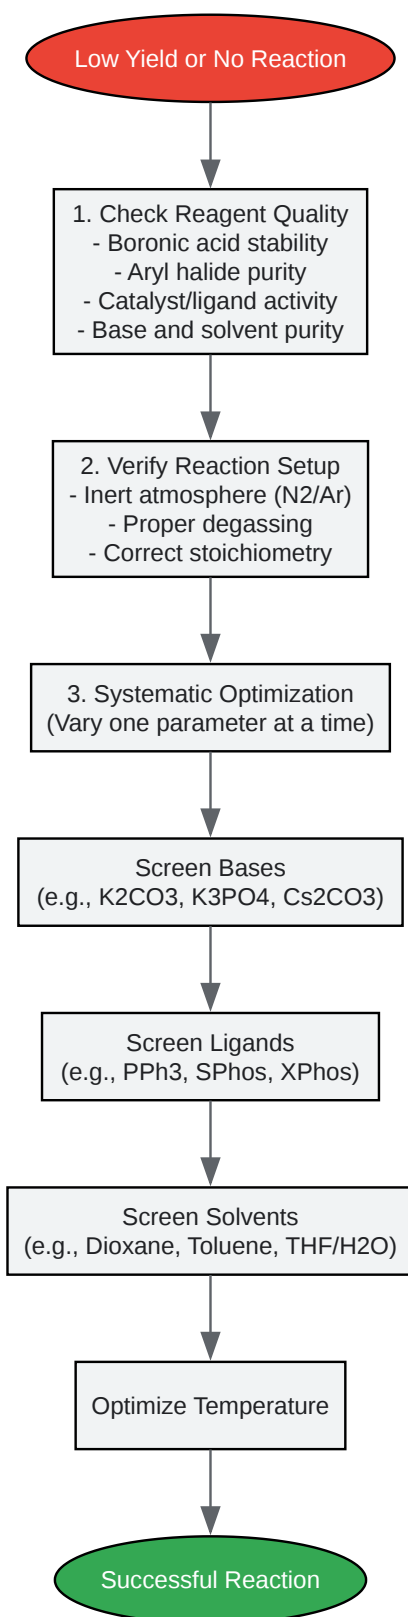 Low Yield or No Reaction
1. Check Reagent Quality
- Boronic acid stability
- Aryl halide purity
- Catalyst/ligand activity
- Base and solvent purity
2. Verify Reaction Setup
- Inert atmosphere (N2/Ar)
- Proper degassing
- Correct stoichiometry
3. Systematic Optimization
(Vary one parameter at a time)
Screen Bases
(e.g., K2CO3, K3PO4, Cs2CO3)
Screen Ligands
(e.g., PPh3, SPhos, XPhos)
Screen Solvents
(e.g., Dioxane, Toluene, THF/H2O)
Optimize Temperature
Successful Reaction